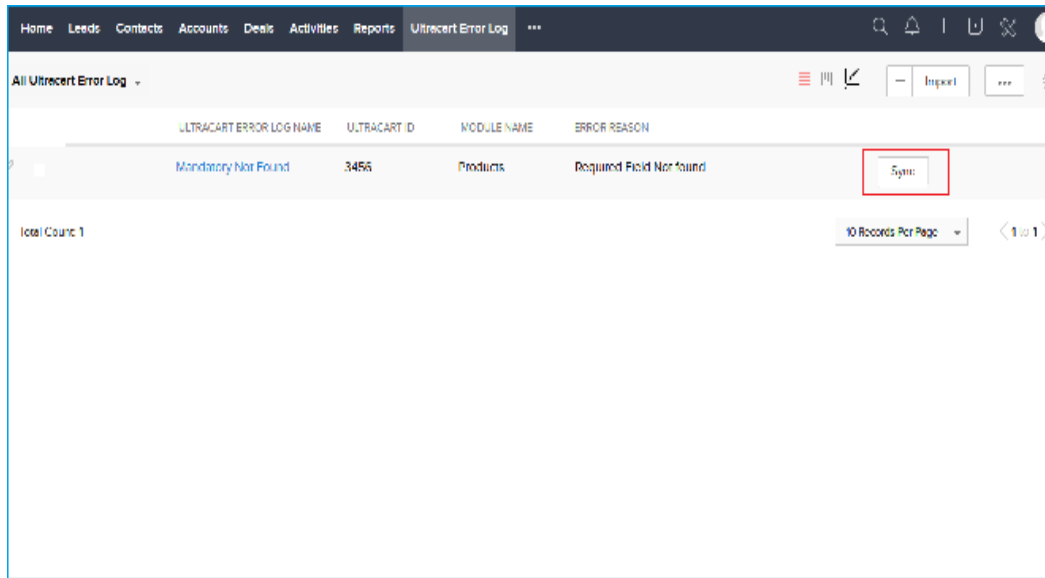 Home Leads Contacts Accounts Deals Activities Reports Ultracart Error Log •••
All Ultracart Error Log
Import
ULTRACART ERROR LOG NAME ULTRACART ID MODULE NAME ERROR REASON
Mandatory Not Found 3456 Products Required Field Not found Sync
Total Count: 1 10 Records Per Page 1 to 1